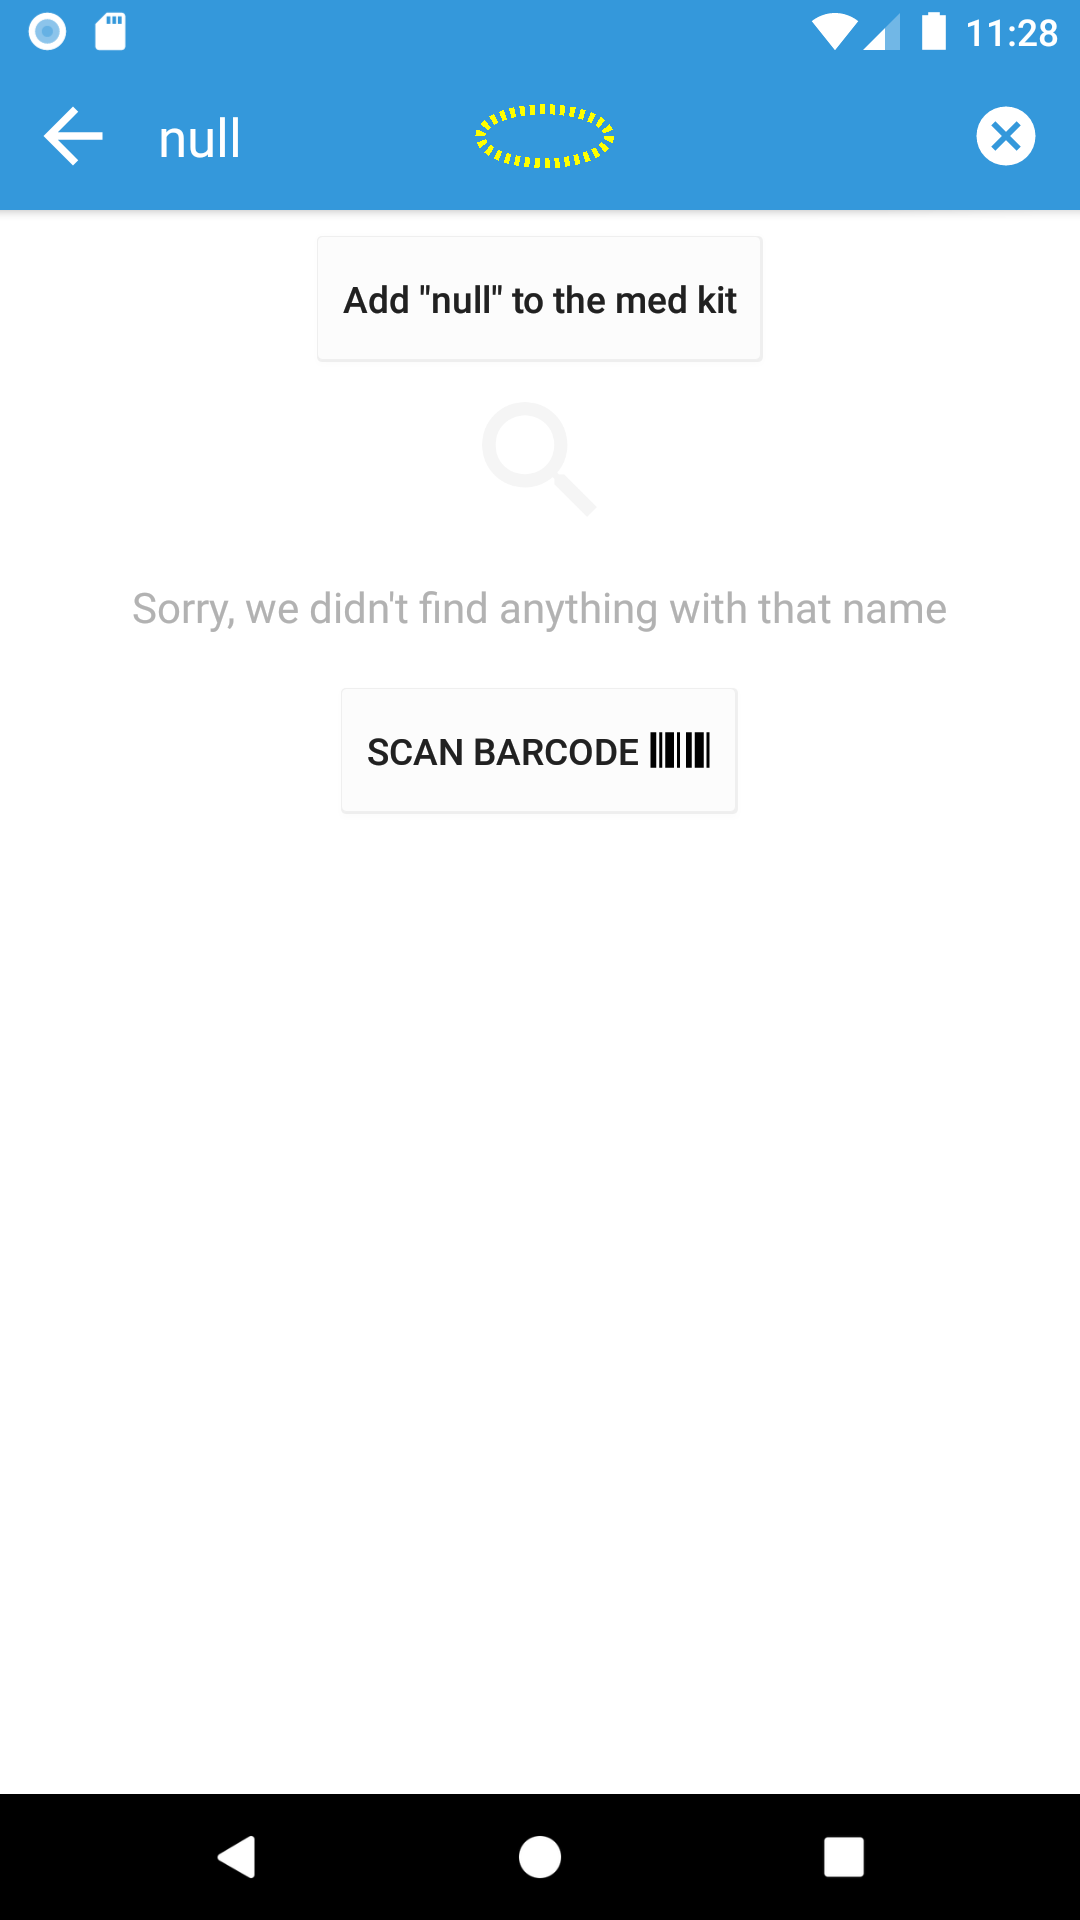 11:28
null
Add "null" to the med kit
Sorry, we didn't find anything with that name
SCAN BARCODE